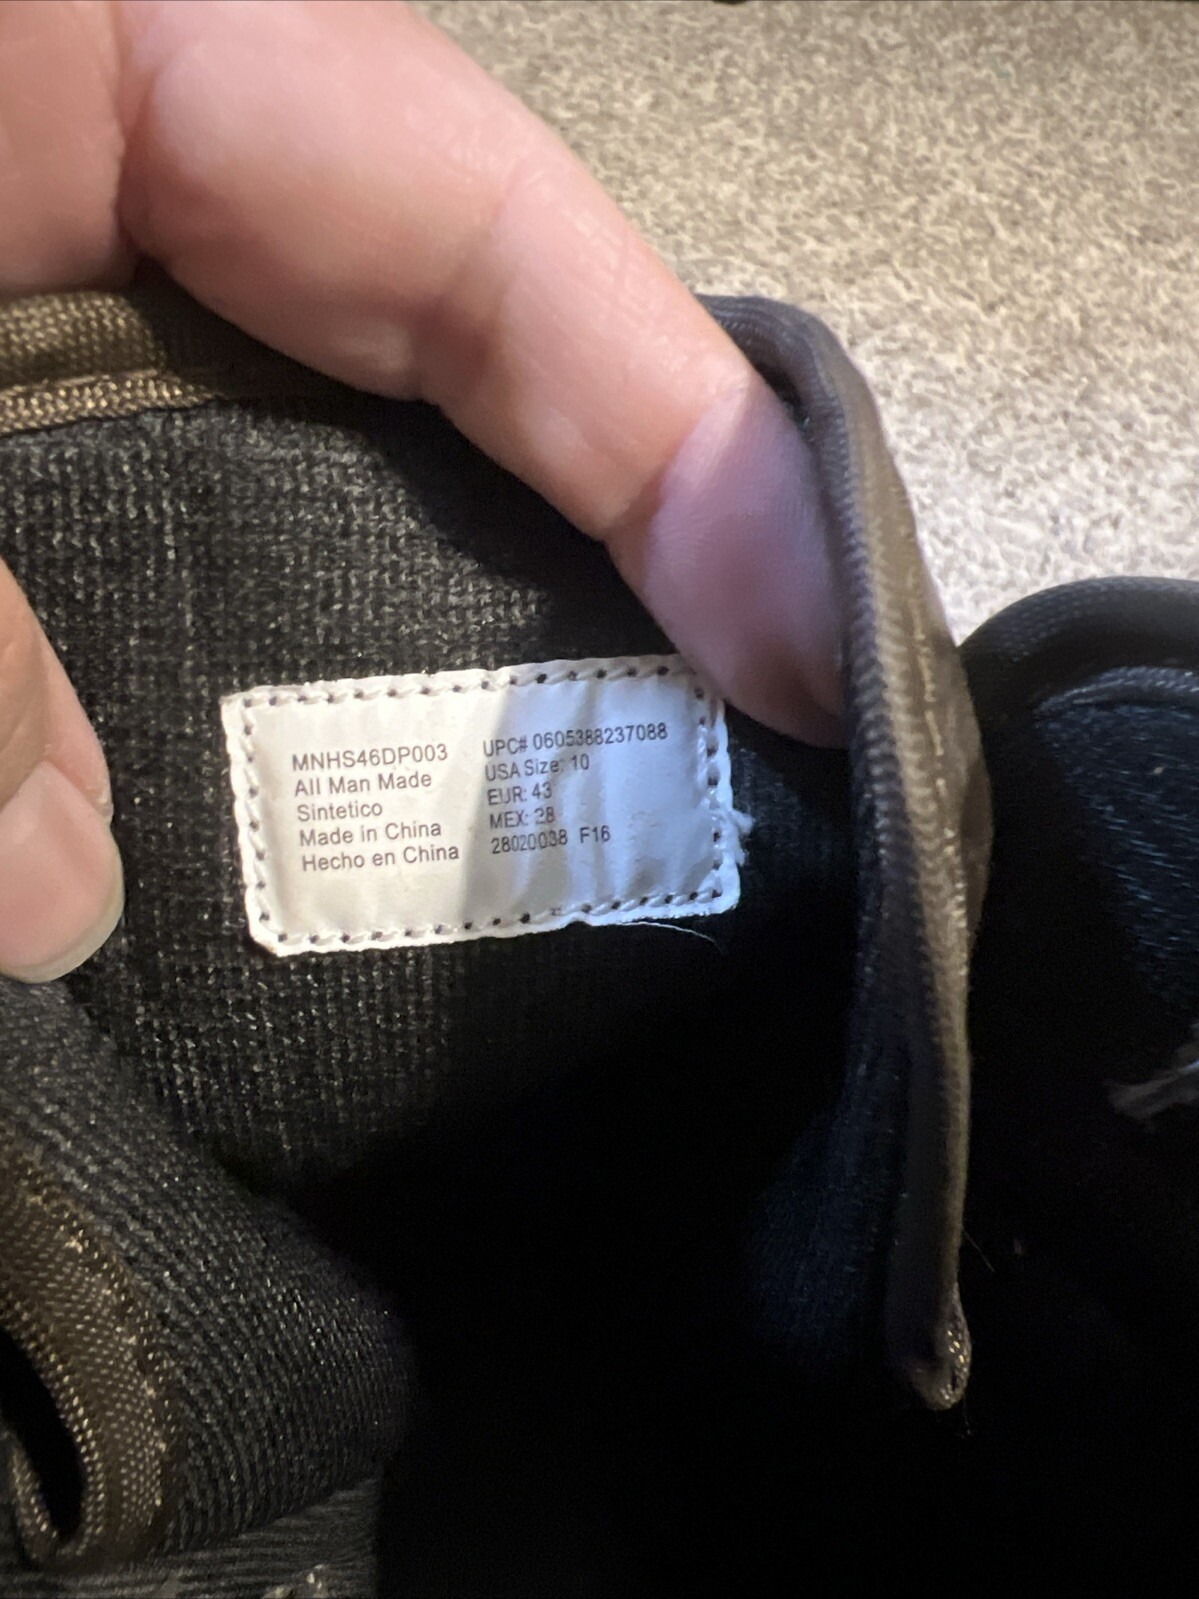 MNHS46DP003
All Man Made
Sintetico
Made in China
Hecho en China
UPC# 0605388237088
USA Size: 10
EUR: 43
MEX: 28
28020038 F16